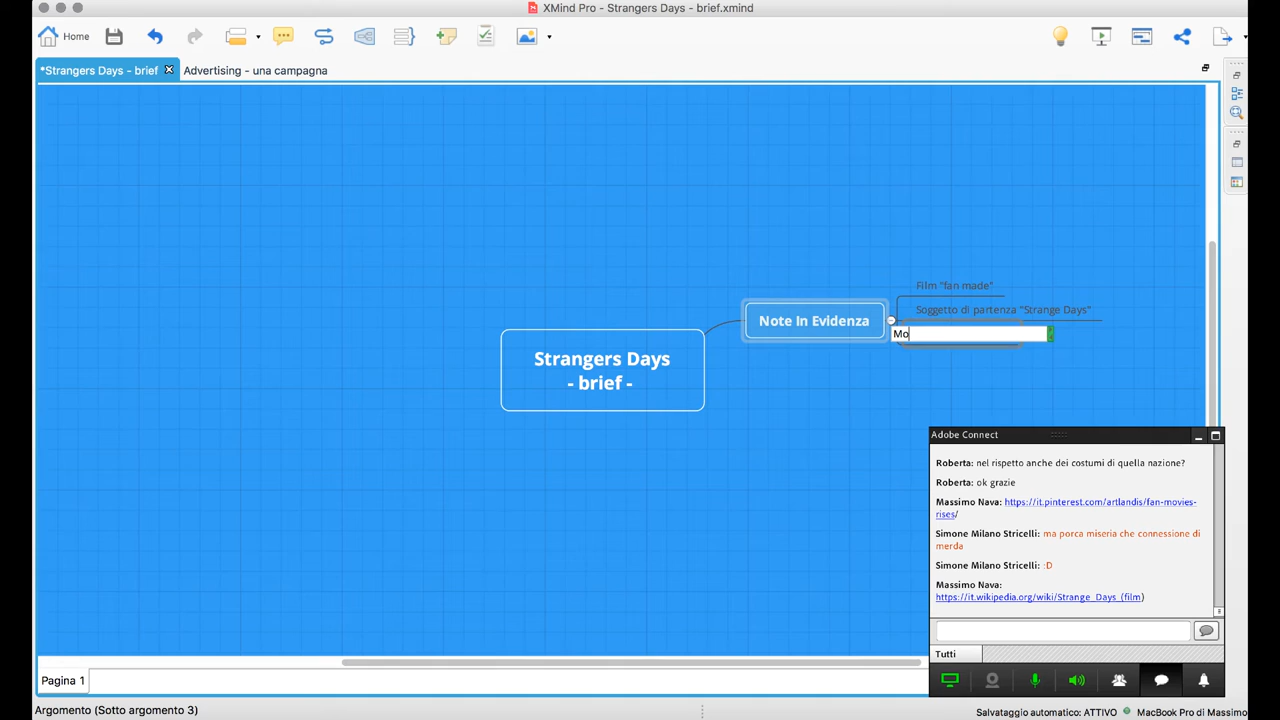 XMind Pro - Strangers Days - brief.xmind
Home
*Strangers Days - brief
Advertising - una campagna
Film "fan made"
Soggetto di partenza "Strange Days"
Note In Evidenza
Mo
Strangers Days
- brief -
Adobe Connect
Roberta: nel rispetto anche dei costumi di quella nazione?
Roberta: ok grazie
Massimo Nava: https://it.pinterest.com/artlandis/fan-movies-
rises/
Simone Milano Stricelli: ma porca miseria che connessione di
merda
Simone Milano Stricelli: :D
Massimo Nava:
https://it.wikipedia.org/wiki/Strange_Days_(film)
Tutti
Pagina 1
Argomento (Sotto argomento 3)
Salvataggio automatico: ATTIVO
MacBook Pro di Massimo